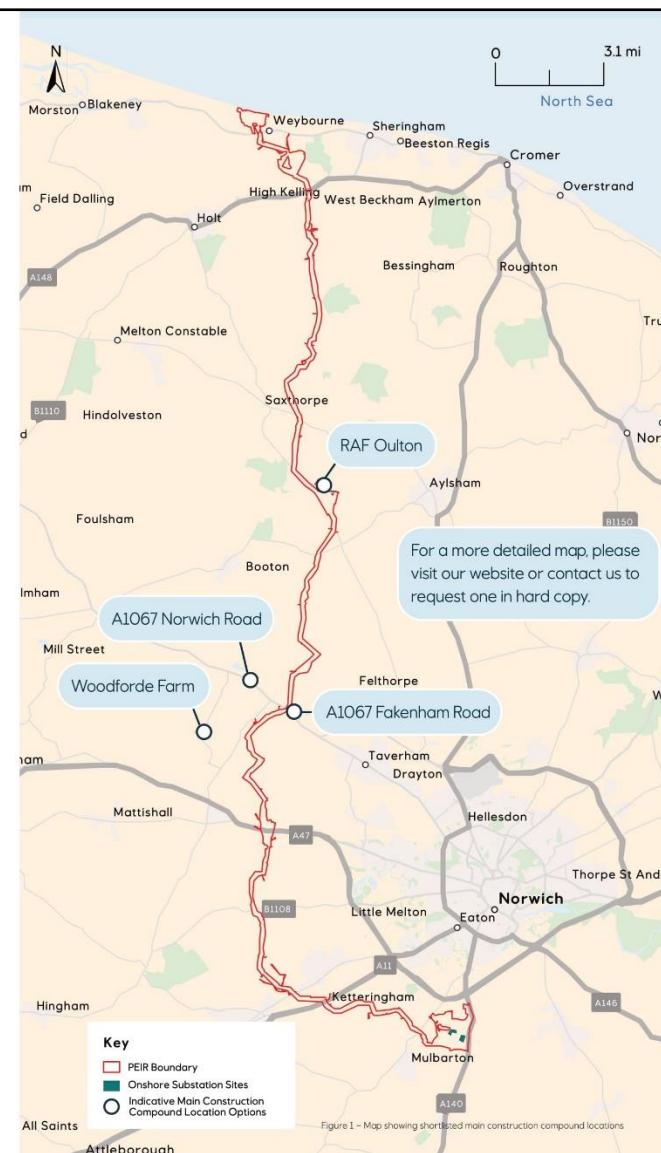 N
0 3.1 mi
North Sea
Morston Blakeney
Weybourne
Sheringham
Beeston Regis
Cromer
Overstrand
Field Dalling
Holt
High Kelling
West Beckham Aylmerton
Bessingham
Roughton
A148
Melton Constable
Saxthorpe
B1110
Hindolveston
RAF Oulton
Aylsham
Foulsham
B1150
Booton
For a more detailed map, please
visit our website or contact us to
request one in hard copy.
A1067 Norwich Road
Mill Street
Woodforde Farm
Felthorpe
A1067 Fakenham Road
Taverham
Drayton
Mattishall
A47
Hellesdon
Thorpe St And
Norwich
B1108
Little Melton
Eaton
A11
Hingham
Ketteringham
A146
Mulbarton
A140
Key
PEIR Boundary
Onshore Substation Sites
Indicative Main Construction
Compound Location Options
All Saints
Attleborough
Figure 1 – Map showing shortlisted main construction compound locations